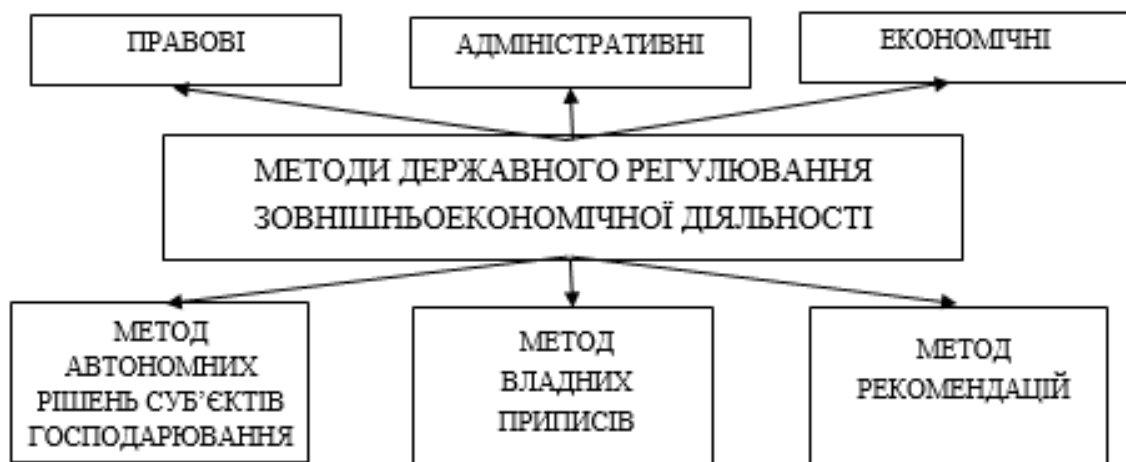 ПРАВОВІ
АДМІНІСТРАТИВНІ
ЕКОНОМІЧНІ
МЕТОДИ ДЕРЖАВНОГО РЕГУЛЮВАННЯ
ЗОВНІШНЬОЕКОНОМІЧНОЇ ДІЯЛЬНОСТІ
МЕТОД
АВТОНОМНИХ
РІШЕНЬ СУБ’ЄКТІВ
ГОСПОДАРЮВАННЯ
МЕТОД
ВЛАДНИХ
ПРИПИСІВ
МЕТОД
РЕКОМЕНДАЦІЙ